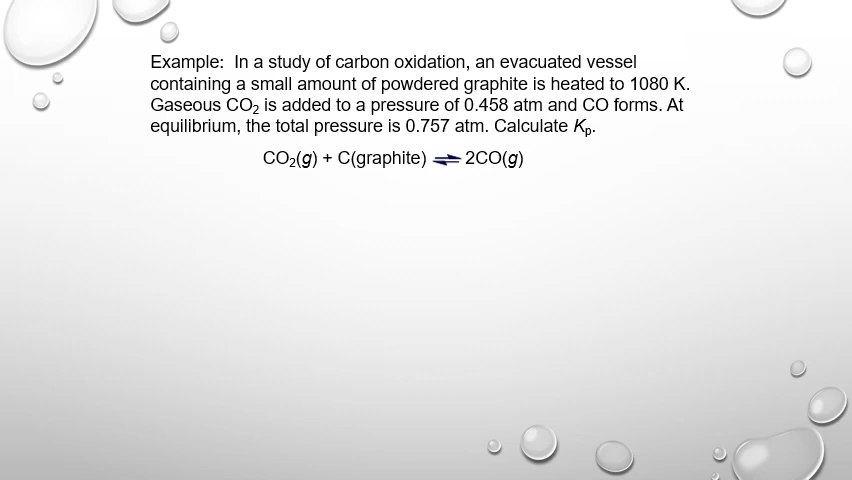 Example: In a study of carbon oxidation, an evacuated vessel
containing a small amount of powdered graphite is heated to 1080 K.
Gaseous CO₂ is added to a pressure of 0.458 atm and CO forms. At
equilibrium, the total pressure is 0.757 atm. Calculate Kₚ.
CO₂(g) + C(graphite) ⇌ 2CO(g)